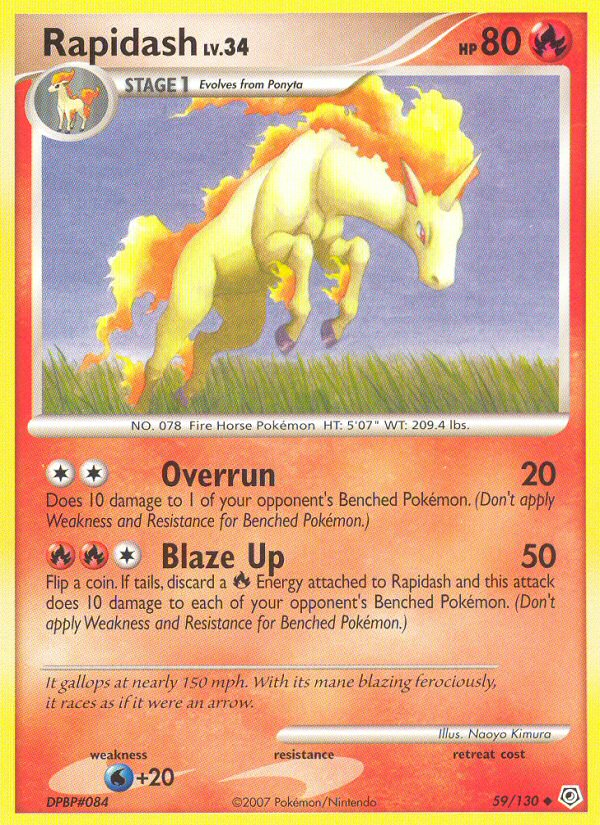 Rapidash LV.34 HP 80
STAGE 1 Evolves from Ponyta
NO. 078 Fire Horse Pokémon HT: 5'07" WT: 209.4 lbs.
Overrun 20
Does 10 damage to 1 of your opponent's Benched Pokémon. (Don't apply
Weakness and Resistance for Benched Pokémon.)
Blaze Up 50
Flip a coin. If tails, discard a Energy attached to Rapidash and this attack
does 10 damage to each of your opponent's Benched Pokémon. (Don't
apply Weakness and Resistance for Benched Pokémon.)
It gallops at nearly 150 mph. With its mane blazing ferociously,
it races as if it were an arrow.
Illus. Naoyo Kimura
weakness resistance retreat cost
+20
DPBP#084 ©2007 Pokémon/Nintendo 59/130